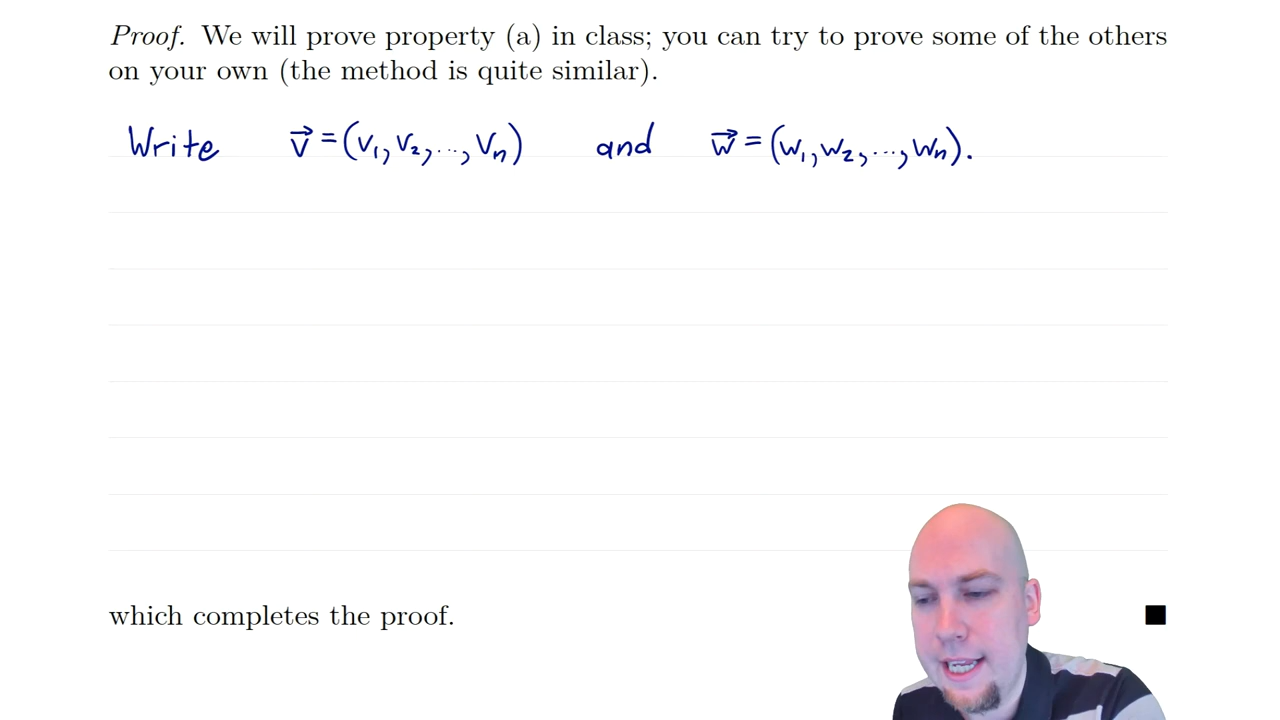 Proof. We will prove property (a) in class; you can try to prove some of the others
on your own (the method is quite similar).
Write v⃗ = (v₁, v₂, ..., vₙ) and w⃗ = (w₁, w₂, ..., wₙ).
which completes the proof. ■